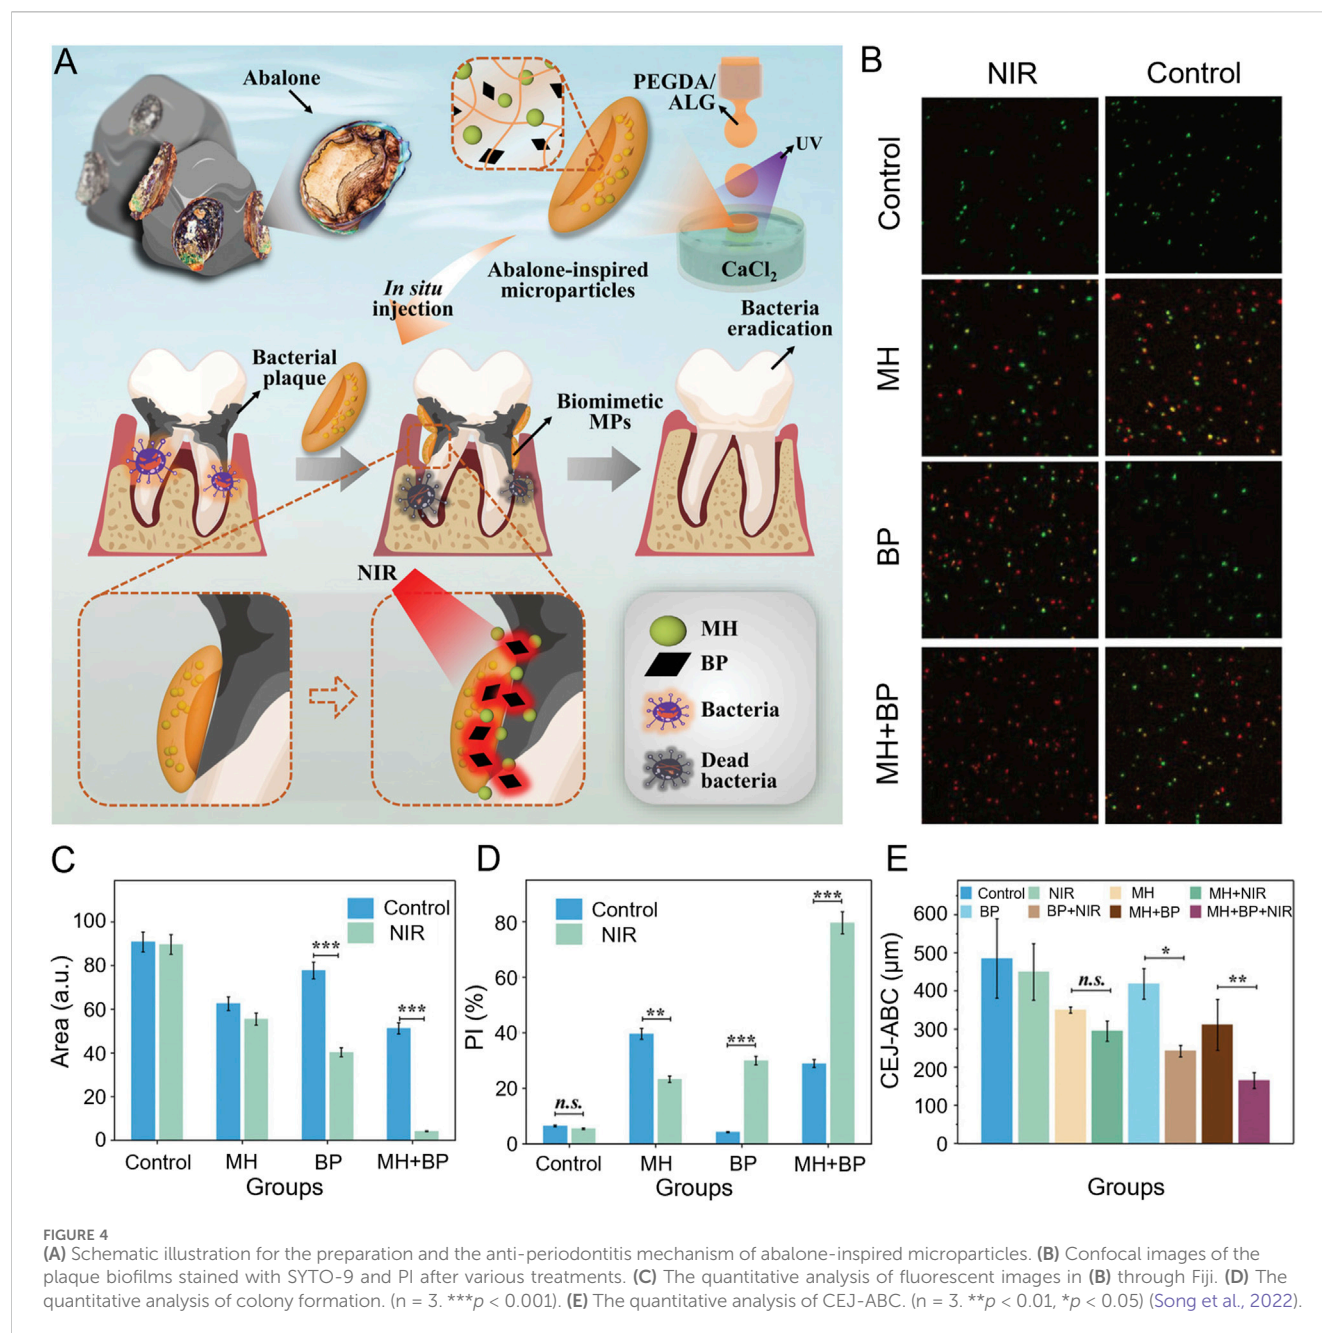 A
Abalone
PEGDA/
ALG
UV
CaCl2
Abalone-inspired
microparticles
In situ
injection
Bacteria
eradication
Bacterial
plaque
Biomimetic
MPs
NIR
MH
BP
Bacteria
Dead
bacteria
B
NIR Control
Control
MH
BP
MH+BP
C
Area (a.u.)
100
80
60
40
20
0
Control
NIR
***
***
Control MH BP MH+BP
Groups
D
PI (%)
80
60
40
20
0
Control
NIR
n.s.
**
***
***
Control MH BP MH+BP
Groups
E
CEJ-ABC (μm)
600
500
400
300
200
100
0
Control NIR MH MH+NIR
BP BP+NIR MH+BP MH+BP+NIR
n.s.
*
**
Groups
FIGURE 4
(A) Schematic illustration for the preparation and the anti-periodontitis mechanism of abalone-inspired microparticles. (B) Confocal images of the
plaque biofilms stained with SYTO-9 and PI after various treatments. (C) The quantitative analysis of fluorescent images in (B) through Fiji. (D) The
quantitative analysis of colony formation. (n = 3. ***p < 0.001). (E) The quantitative analysis of CEJ-ABC. (n = 3. **p < 0.01, *p < 0.05) (Song et al., 2022).